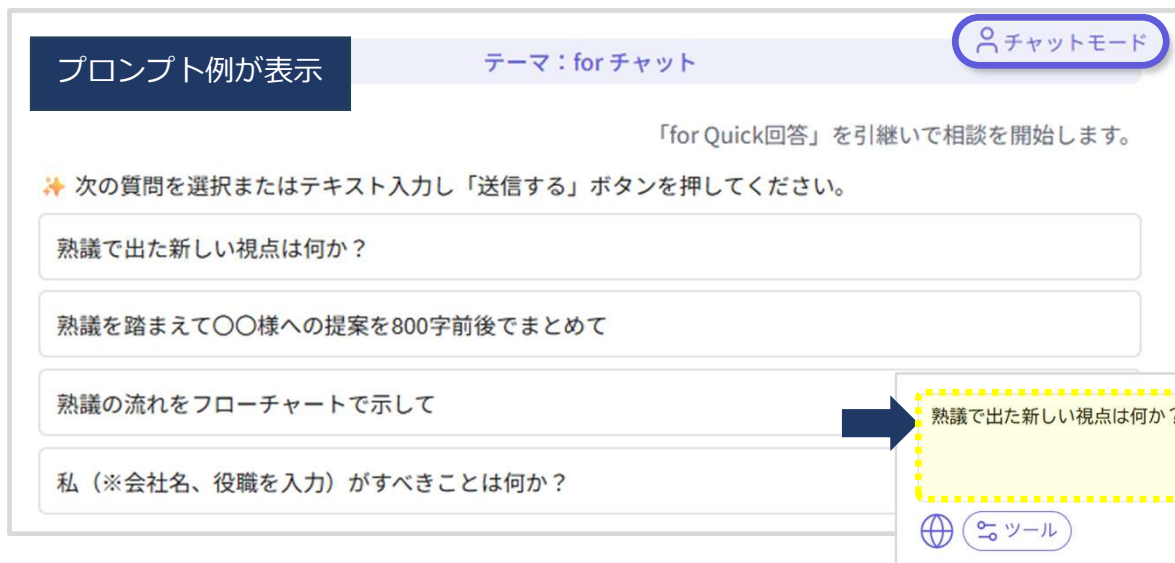 チャットモード
プロンプト例が表示
テーマ：for チャット
「for Quick回答」を引継いで相談を開始します。
次の質問を選択またはテキスト入力し「送信する」ボタンを押してください。
熟議で出た新しい視点は何か？
熟議を踏まえて〇〇様への提案を800字前後でまとめて
熟議の流れをフローチャートで示して
私（※会社名、役職を入力）がすべきことは何か？
熟議で出た新しい視点は何か？
ツール